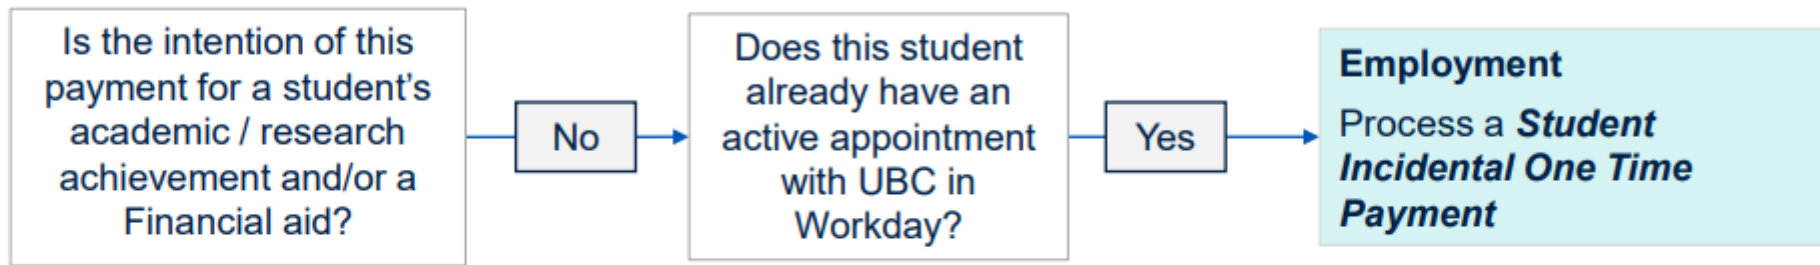 Is the intention of this
payment for a student's
academic / research
achievement and/or a
Financial aid?
No
Does this student
already have an
active appointment
with UBC in
Workday?
Yes
Employment
Process a Student
Incidental One Time
Payment